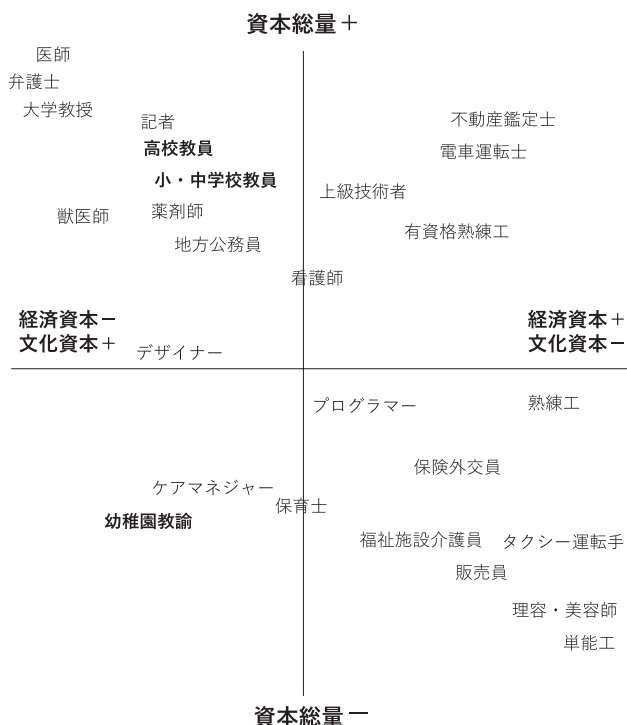 資本総量＋
医師
弁護士
大学教授
記者
不動産鑑定士
高校教員
電車運転士
小・中学校教員
上級技術者
獣医師
薬剤師
有資格熟練工
地方公務員
看護師
経済資本－
文化資本＋
経済資本＋
文化資本－
デザイナー
プログラマー
熟練工
保険外交員
ケアマネジャー
保育士
幼稚園教諭
福祉施設介護員
タクシー運転手
販売員
理容・美容師
単能工
資本総量－